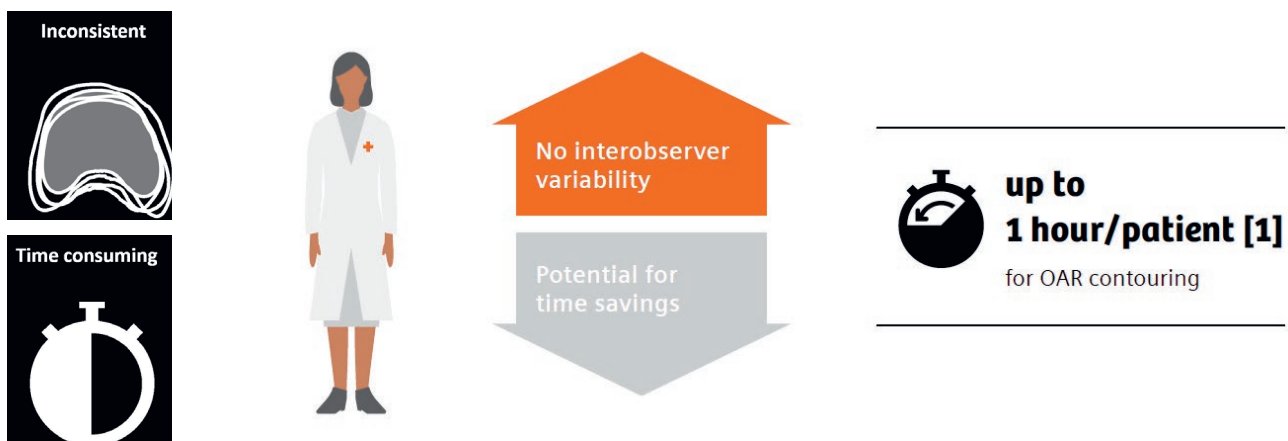 Inconsistent
Time consuming
No interobserver
variability
Potential for
time savings
up to
1 hour/patient [1]
for OAR contouring